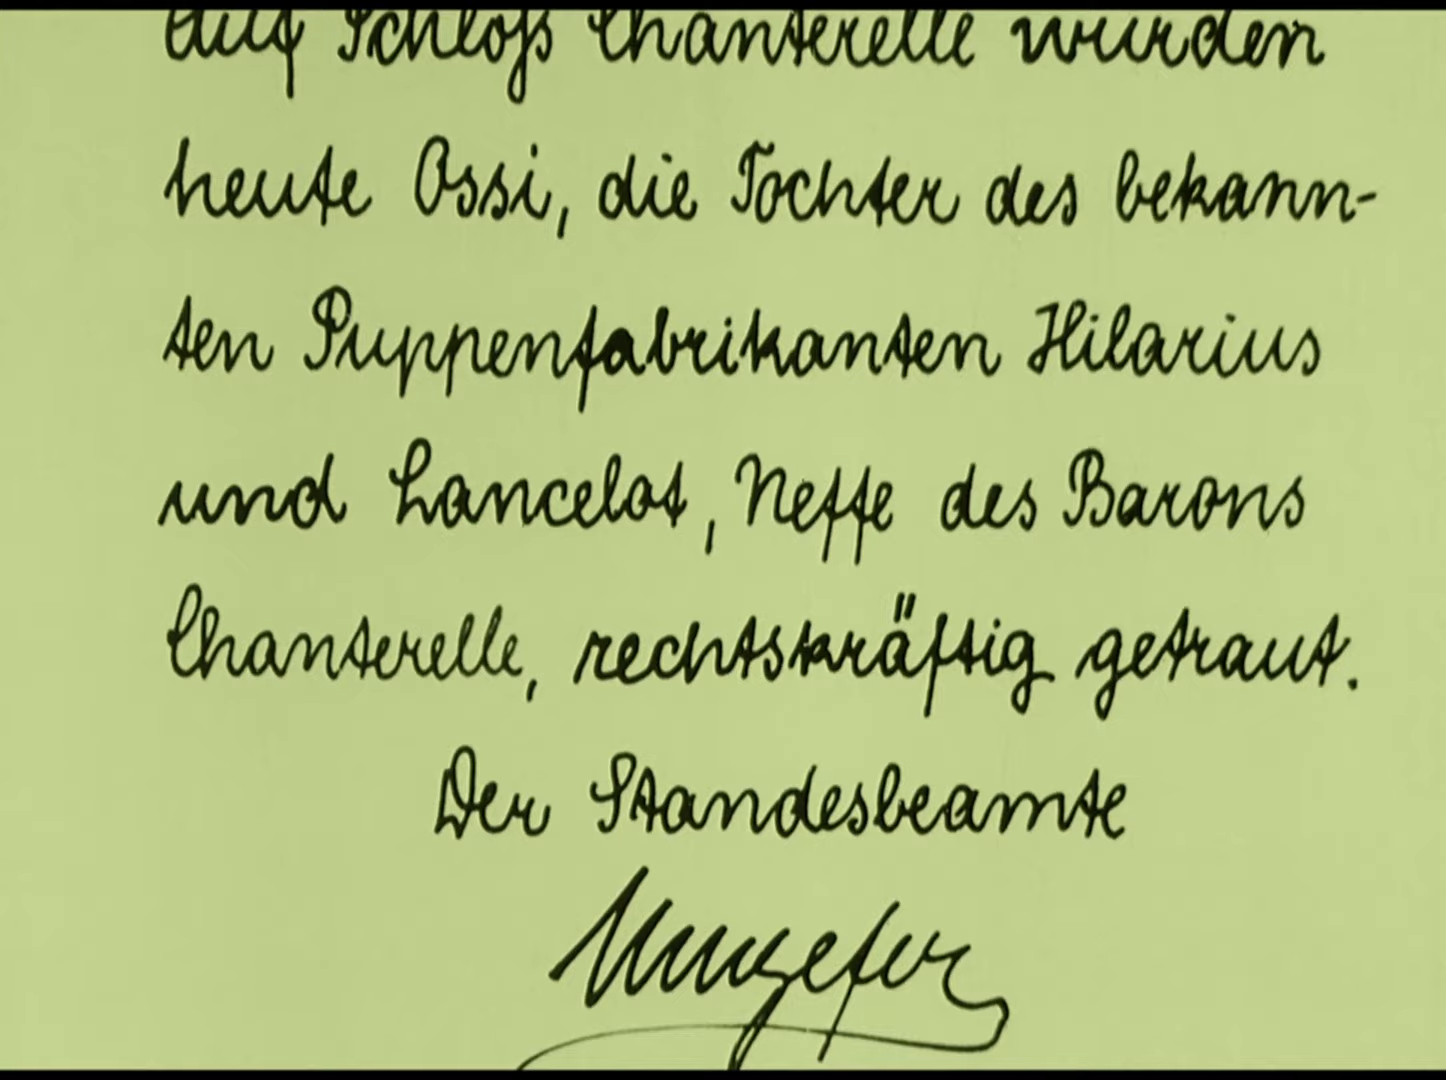 auf Schloß Chanterelle wurden
heute Ossi, die Tochter des bekann-
ten Puppenfabrikanten Hilarius
und Lancelot, Neffe des Barons
Chanterelle, rechtskräftig getraut.
Der Standesbeamte